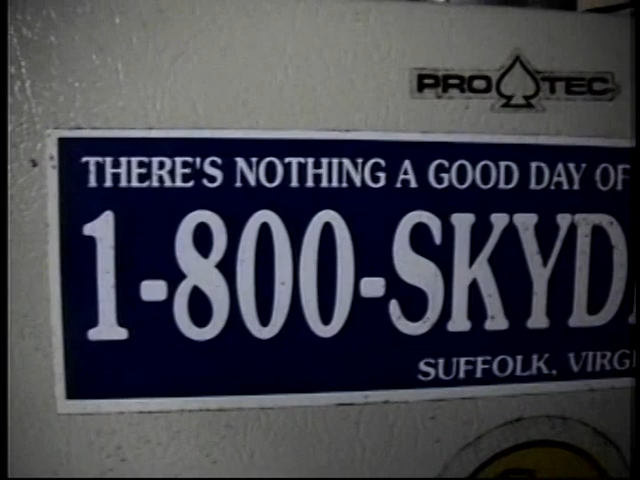 PRO TEC
THERE'S NOTHING A GOOD DAY OF
1-800-SKYD
SUFFOLK, VIRG